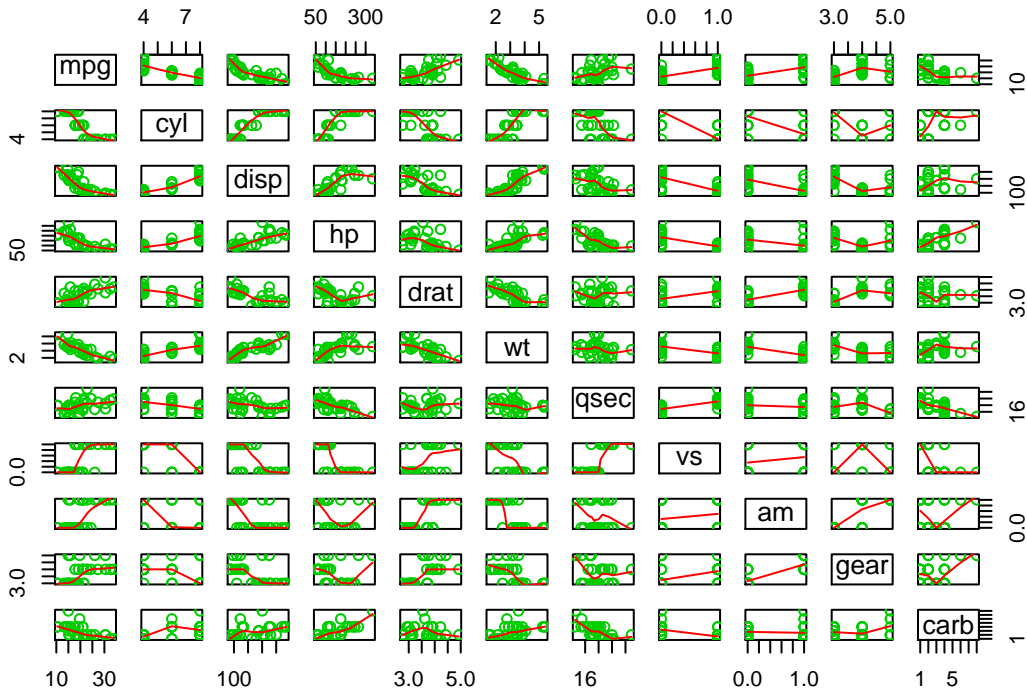 4 7 50 300 2 5 0.0 1.0 3.0 5.0
mpg 10
4 cyl
disp 100
50 hp
drat 3.0
2 wt
qsec 16
0.0 vs
am 0.0
3.0 gear
carb 1
10 30 100 3.0 5.0 16 0.0 1.0 1 5